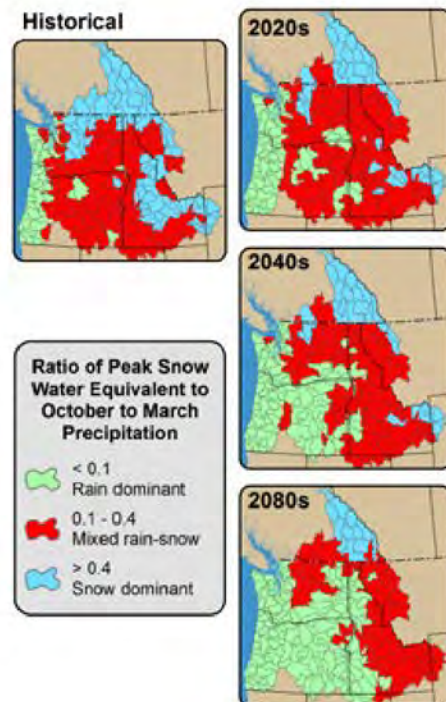 Historical
2020s
2040s
Ratio of Peak Snow
Water Equivalent to
October to March
Precipitation
< 0.1
Rain dominant
0.1 - 0.4
Mixed rain-snow
> 0.4
Snow dominant
2080s